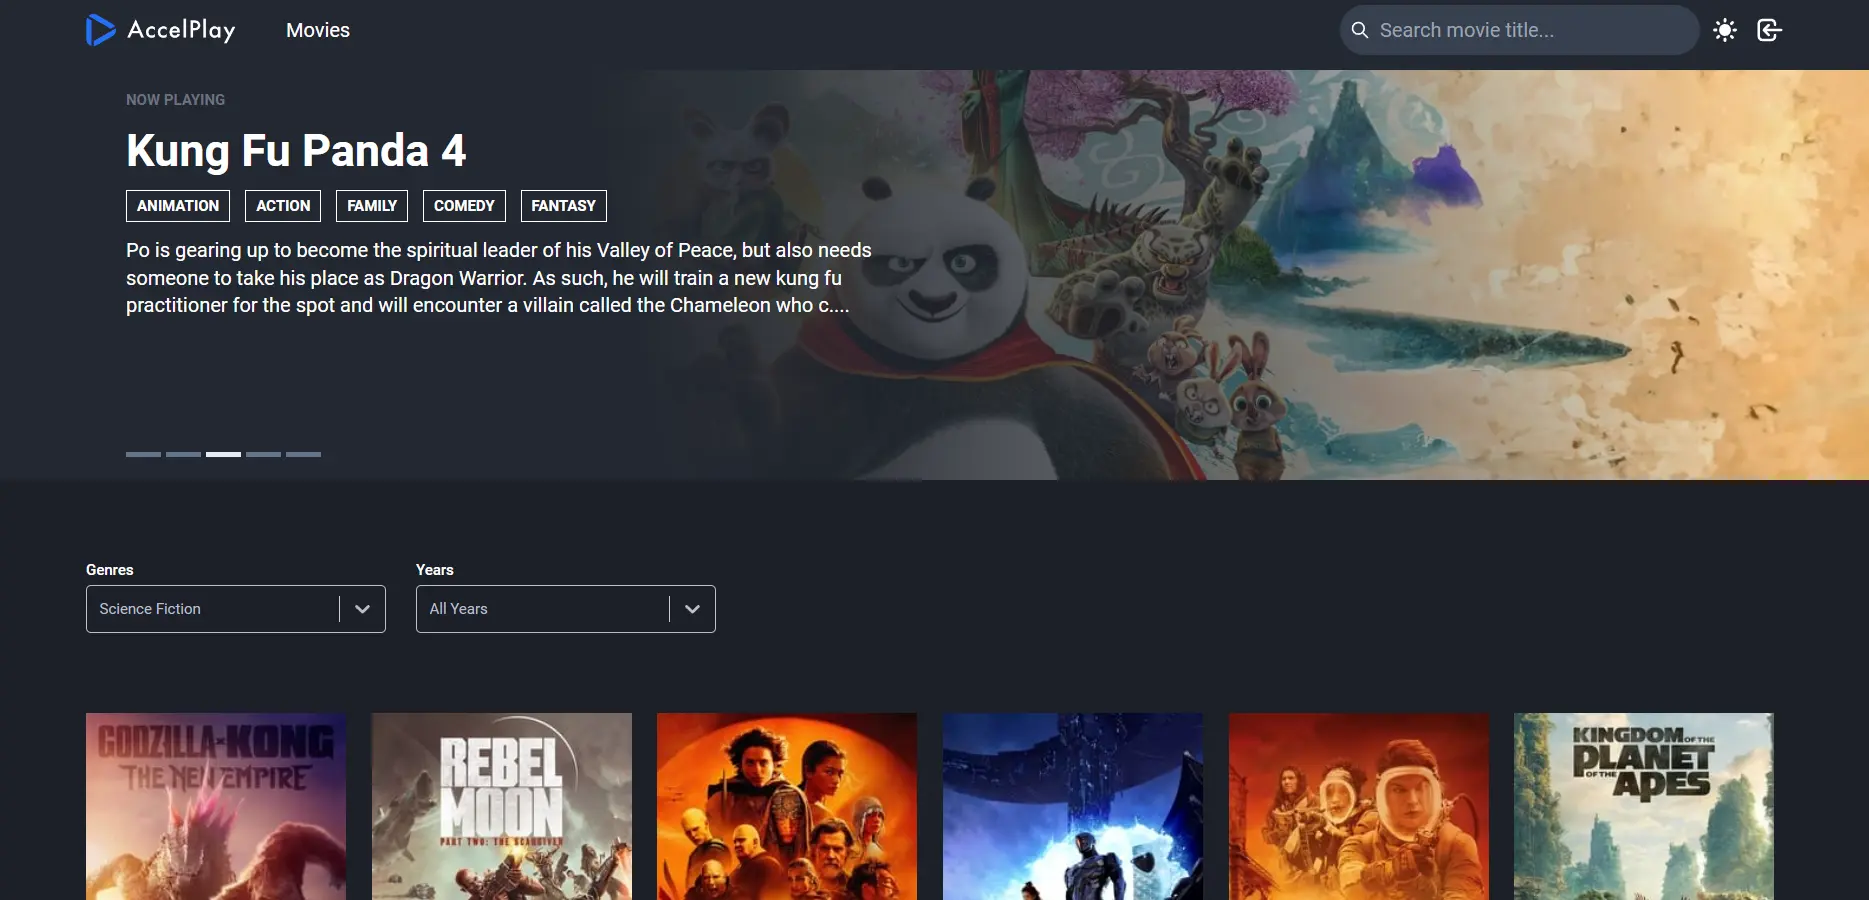 AccelPlay
Movies
Search movie title...
NOW PLAYING
Kung Fu Panda 4
ANIMATION
ACTION
FAMILY
COMEDY
FANTASY
Po is gearing up to become the spiritual leader of his Valley of Peace, but also needs
someone to take his place as Dragon Warrior. As such, he will train a new kung fu
practitioner for the spot and will encounter a villain called the Chameleon who c....
Genres
Years
Science Fiction
All Years
GODZILLA x KONG
THE NEW EMPIRE
REBEL
MOON
PART TWO: THE SCARGIVER
KINGDOM OF THE
PLANET
OF THE APES